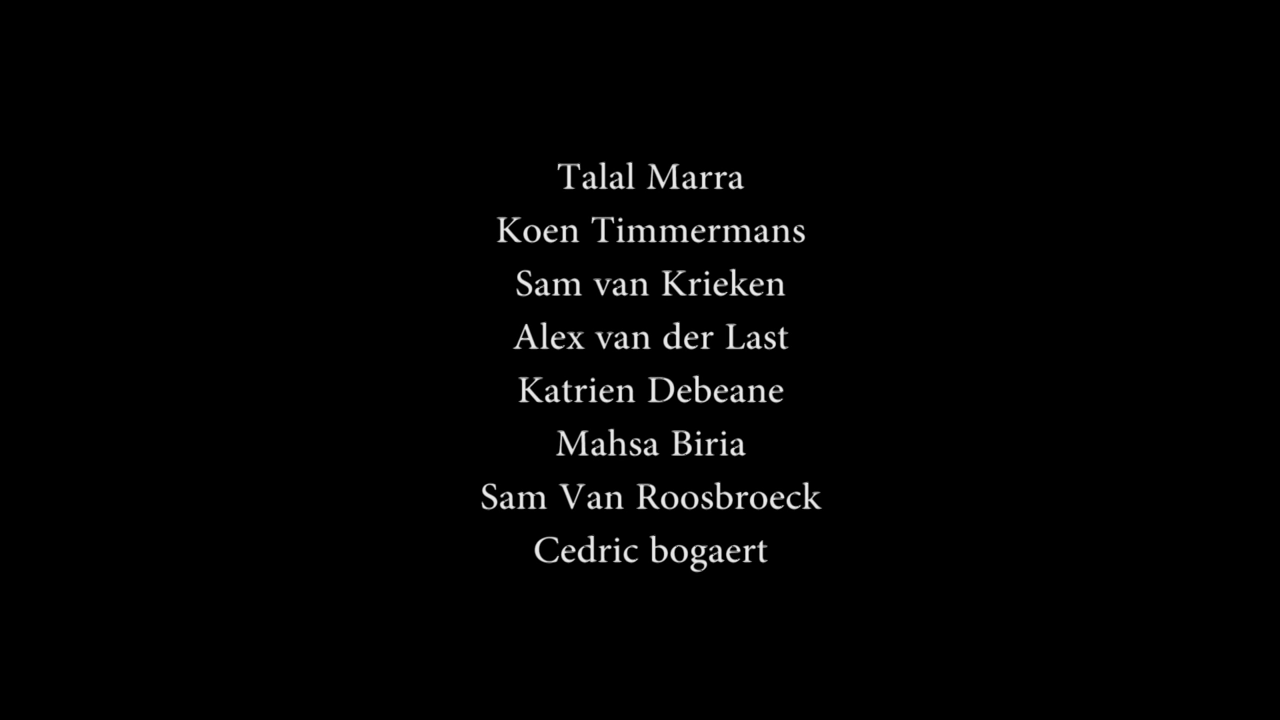 Talal Marra
Koen Timmermans
Sam van Krieken
Alex van der Last
Katrien Debeane
Mahsa Biria
Sam Van Roosbroeck
Cedric bogaert